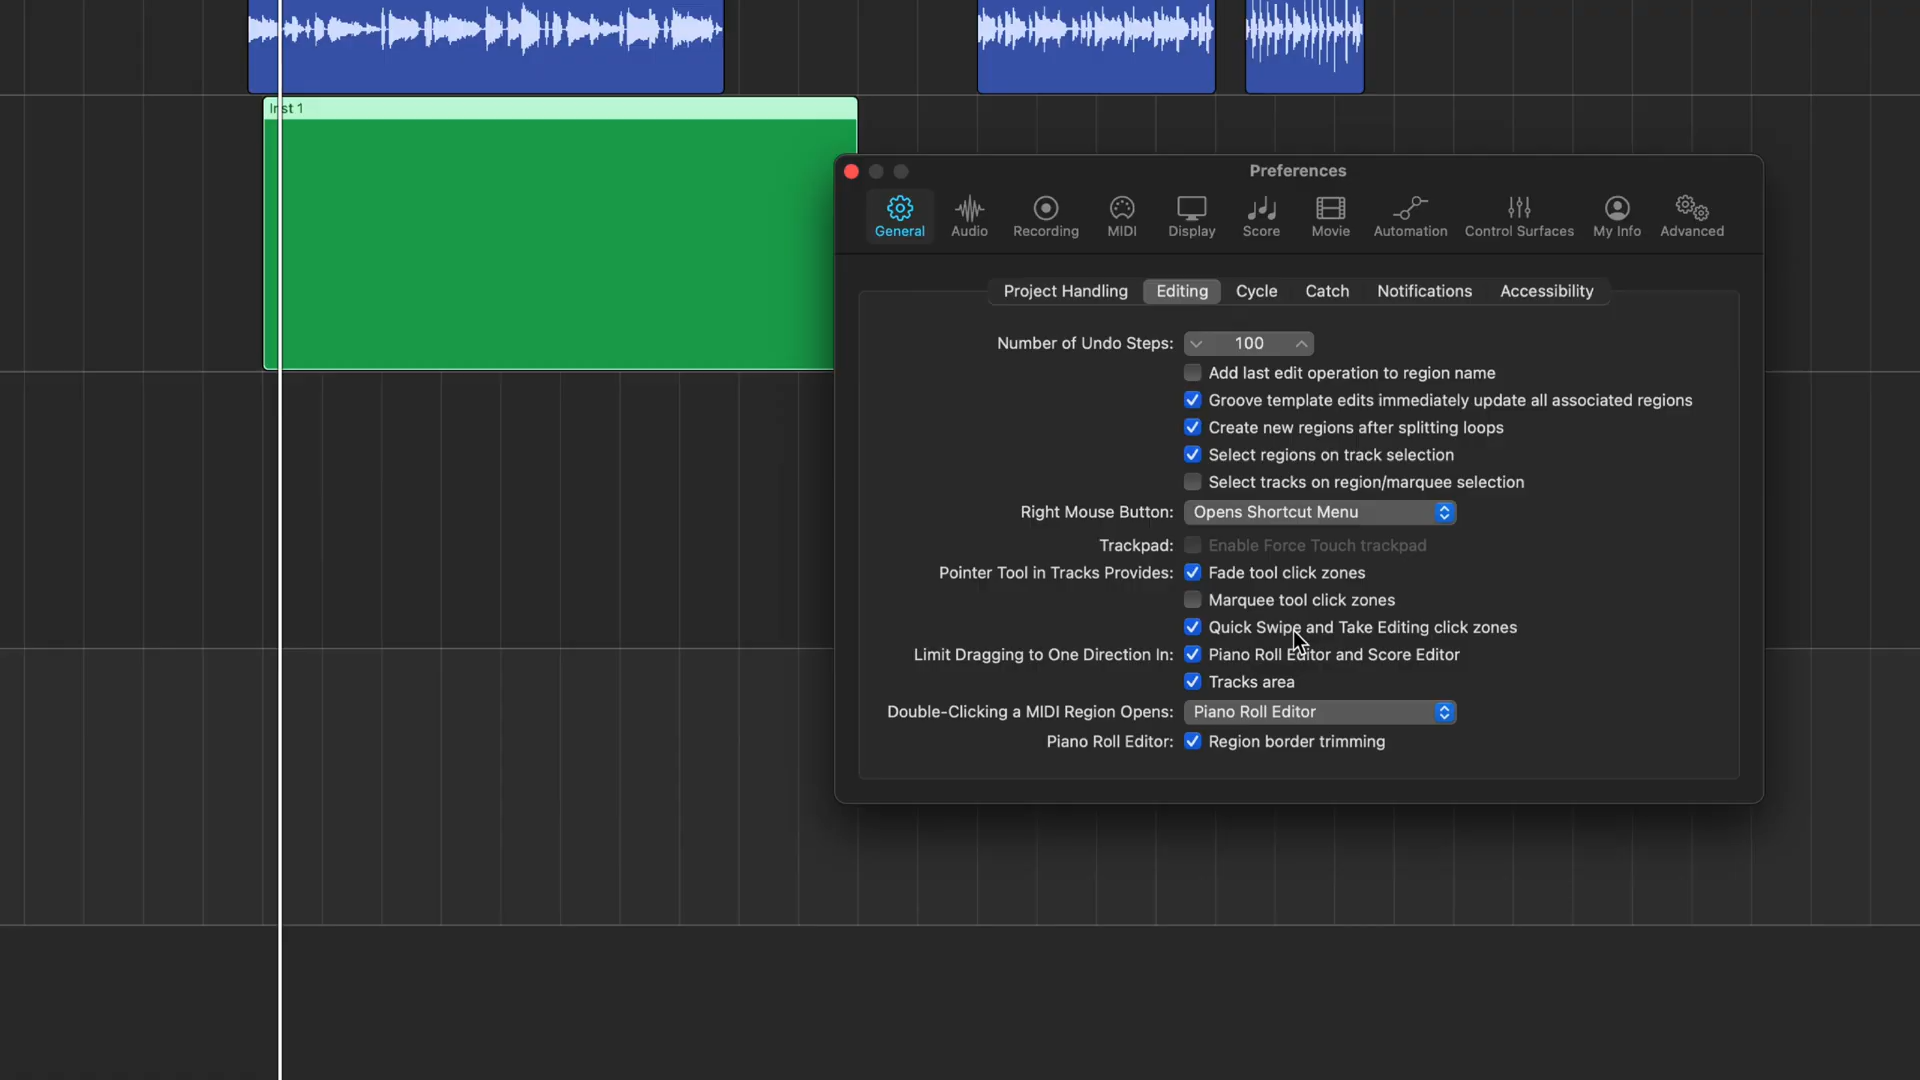 Inst 1
Preferences
General
Audio
Recording
MIDI
Display
Score
Movie
Automation
Control Surfaces
My Info
Advanced
Project Handling
Editing
Cycle
Catch
Notifications
Accessibility
Number of Undo Steps: 100
Add last edit operation to region name
Groove template edits immediately update all associated regions
Create new regions after splitting loops
Select regions on track selection
Select tracks on region/marquee selection
Right Mouse Button: Opens Shortcut Menu
Trackpad: Enable Force Touch trackpad
Pointer Tool in Tracks Provides: Fade tool click zones
Marquee tool click zones
Quick Swipe and Take Editing click zones
Limit Dragging to One Direction In: Piano Roll Editor and Score Editor
Tracks area
Double-Clicking a MIDI Region Opens: Piano Roll Editor
Piano Roll Editor: Region border trimming